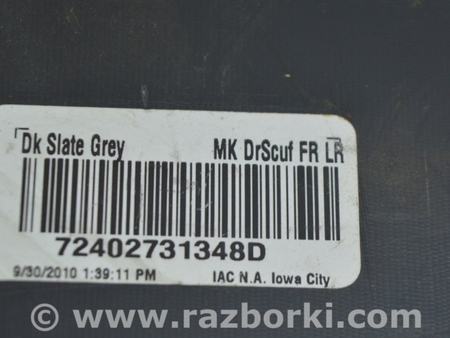 Dk Slate Grey MK DrScuf FR LR
72402731348D
9/30/2010 1:39:11 PM IAC N.A. Iowa City
© www.razborki.com